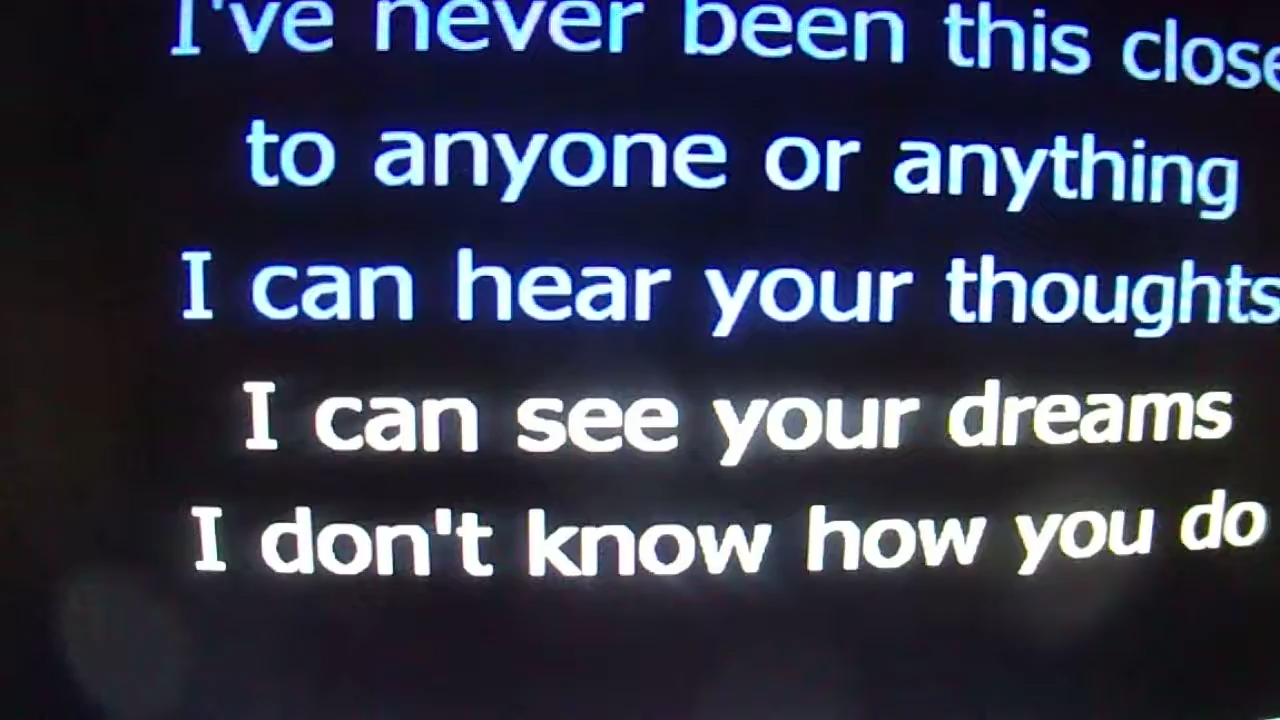 I've never been this close
to anyone or anything
I can hear your thoughts
I can see your dreams
I don't know how you do